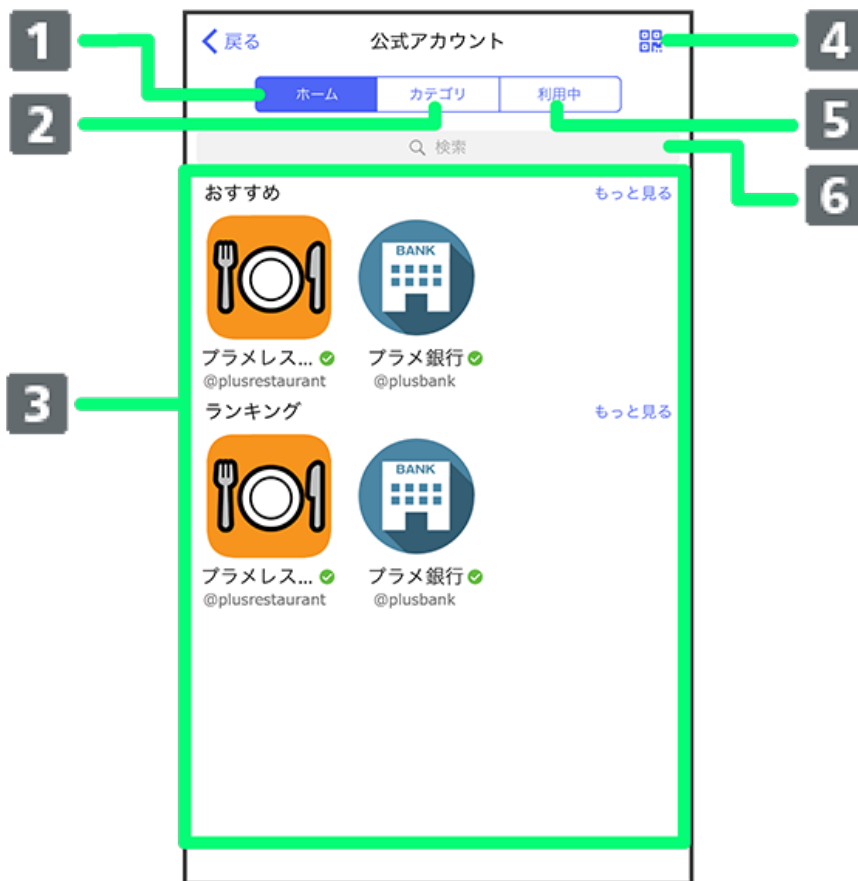 1
戻る 公式アカウント
4
ホーム カテゴリ 利用中
2
5
検索
6
おすすめ もっと見る
BANK
プラメレス... プラメ銀行
@plusrestaurant @plusbank
3
ランキング もっと見る
BANK
プラメレス... プラメ銀行
@plusrestaurant @plusbank